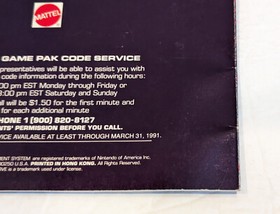 MATTEL
GAME PAK CODE SERVICE
presentatives will be able to assist you with
code information during the following hours:
:00 pm EST Monday through Friday or
:00 pm EST Saturday and Sunday
all will be $1.50 for the first minute and
for each additional minute
HONE 1 (900) 820-8127
NTS' PERMISSION BEFORE YOU CALL.
VICE AVAILABLE AT LEAST THROUGH MARCH 31, 1991.
MENT SYSTEM are registered trademarks of Nintendo of America Inc.
90250 U.S.A. PRINTED IN HONG KONG. All Rights Reserved.
IVE is a trademark used under license.